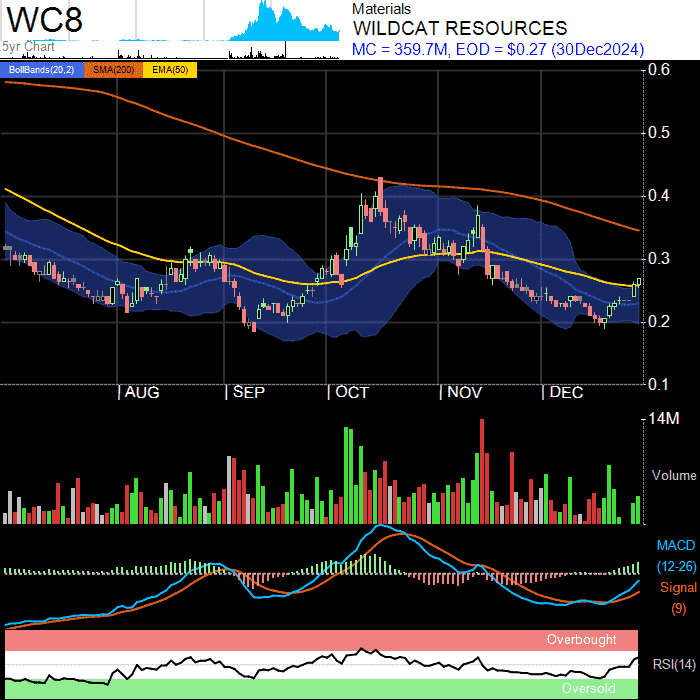 WC8
5yr Chart
Materials
WILDCAT RESOURCES
MC = 359.7M, EOD = $0.27 (30Dec2024)
BollBands(20,2) SMA(200) EMA(50)
0.6
0.5
0.4
0.3
0.2
0.1
AUG SEP OCT NOV DEC
14M
Volume
MACD
(12-26)
Signal
(9)
Overbought
RSI(14)
Oversold